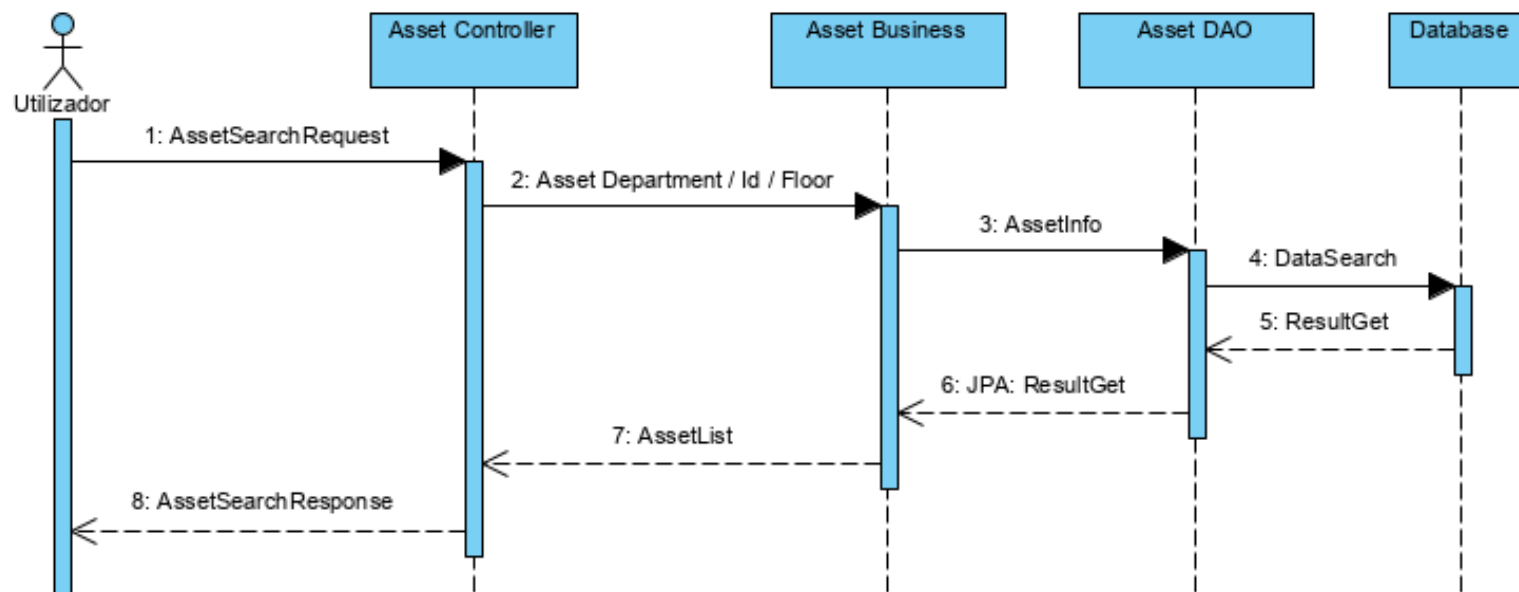 Asset Controller
Asset Business
Asset DAO
Database
Utilizador
1: AssetSearchRequest
2: Asset Department / Id / Floor
3: AssetInfo
4: DataSearch
5: ResultGet
6: JPA: ResultGet
7: AssetList
8: AssetSearchResponse